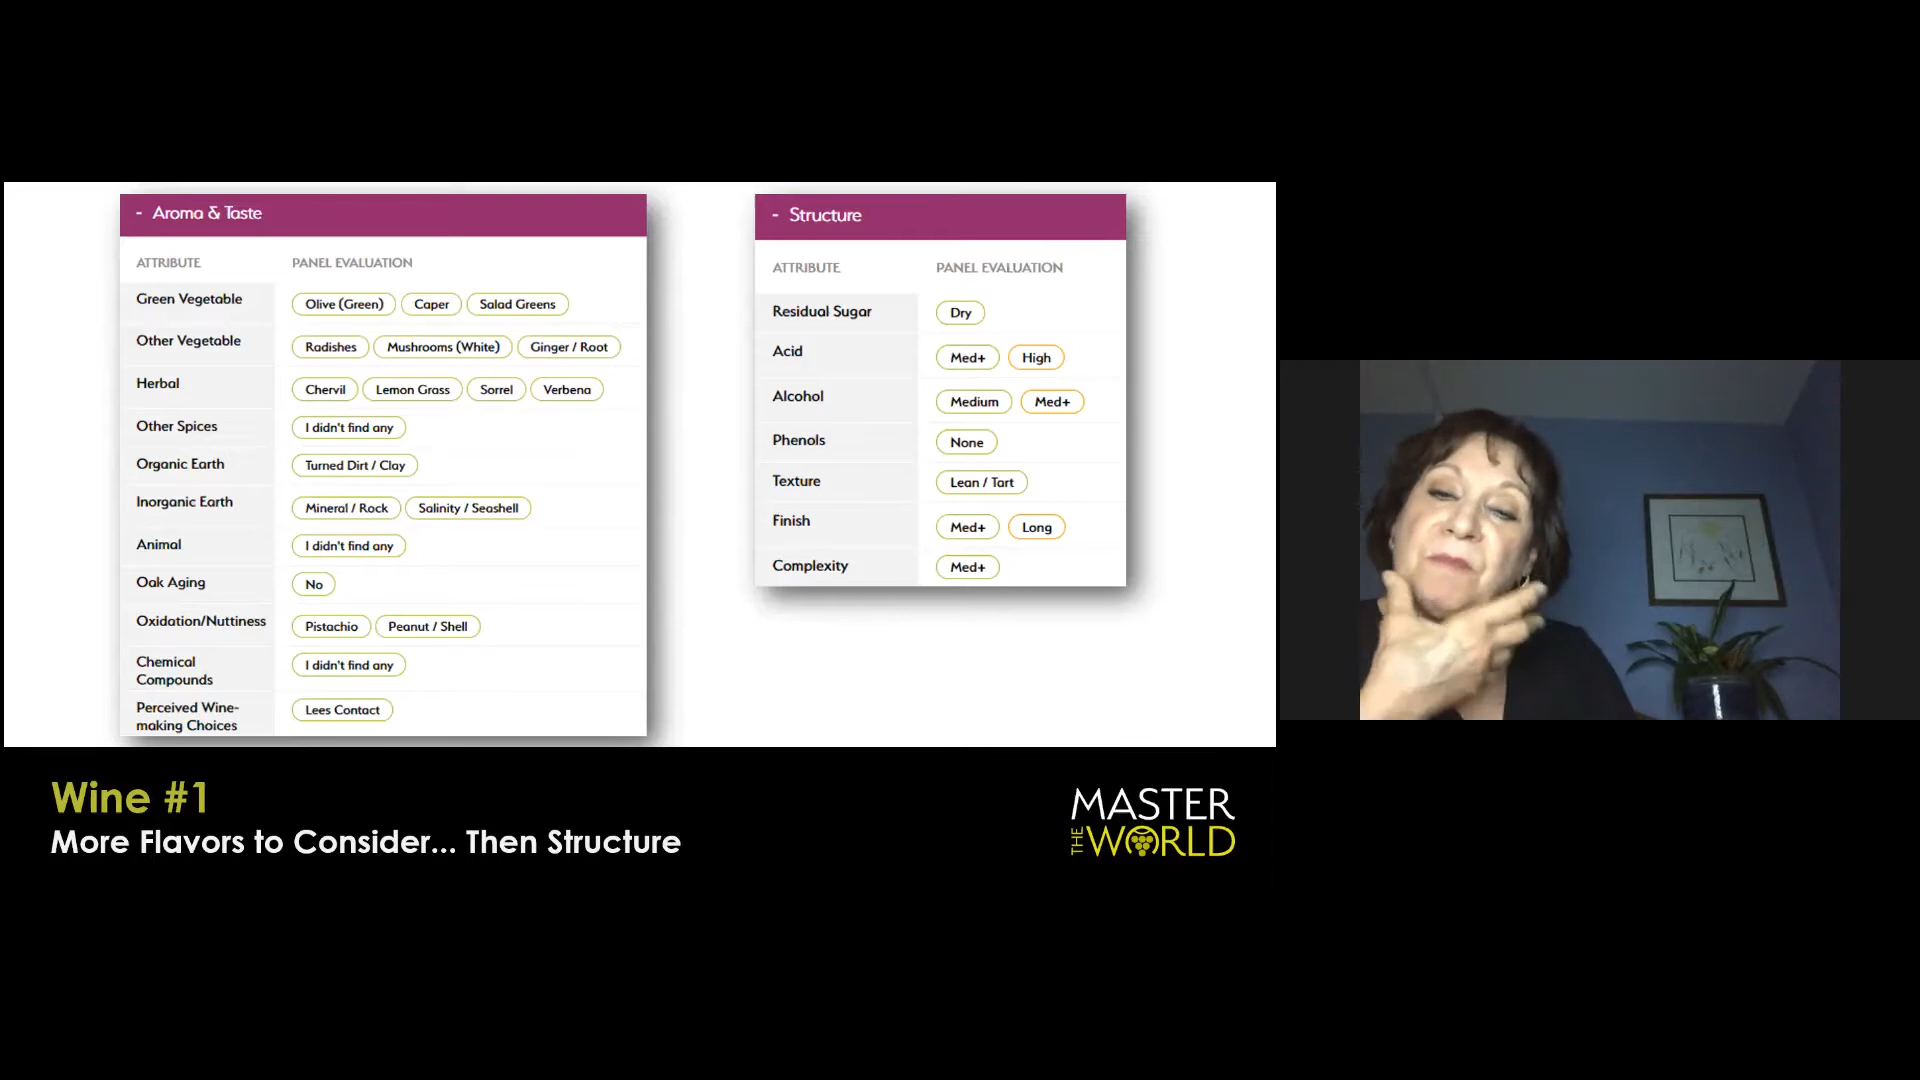 - Aroma & Taste
ATTRIBUTE PANEL EVALUATION
Green Vegetable Olive (Green) Caper Salad Greens
Other Vegetable Radishes Mushrooms (White) Ginger / Root
Herbal Chervil Lemon Grass Sorrel Verbena
Other Spices I didn't find any
Organic Earth Turned Dirt / Clay
Inorganic Earth Mineral / Rock Salinity / Seashell
Animal I didn't find any
Oak Aging No
Oxidation/Nuttiness Pistachio Peanut / Shell
Chemical
Compounds I didn't find any
Perceived Wine-
making Choices Lees Contact
- Structure
ATTRIBUTE PANEL EVALUATION
Residual Sugar Dry
Acid Med+ High
Alcohol Medium Med+
Phenols None
Texture Lean / Tart
Finish Med+ Long
Complexity Med+
Wine #1
More Flavors to Consider... Then Structure
MASTER
THE WORLD